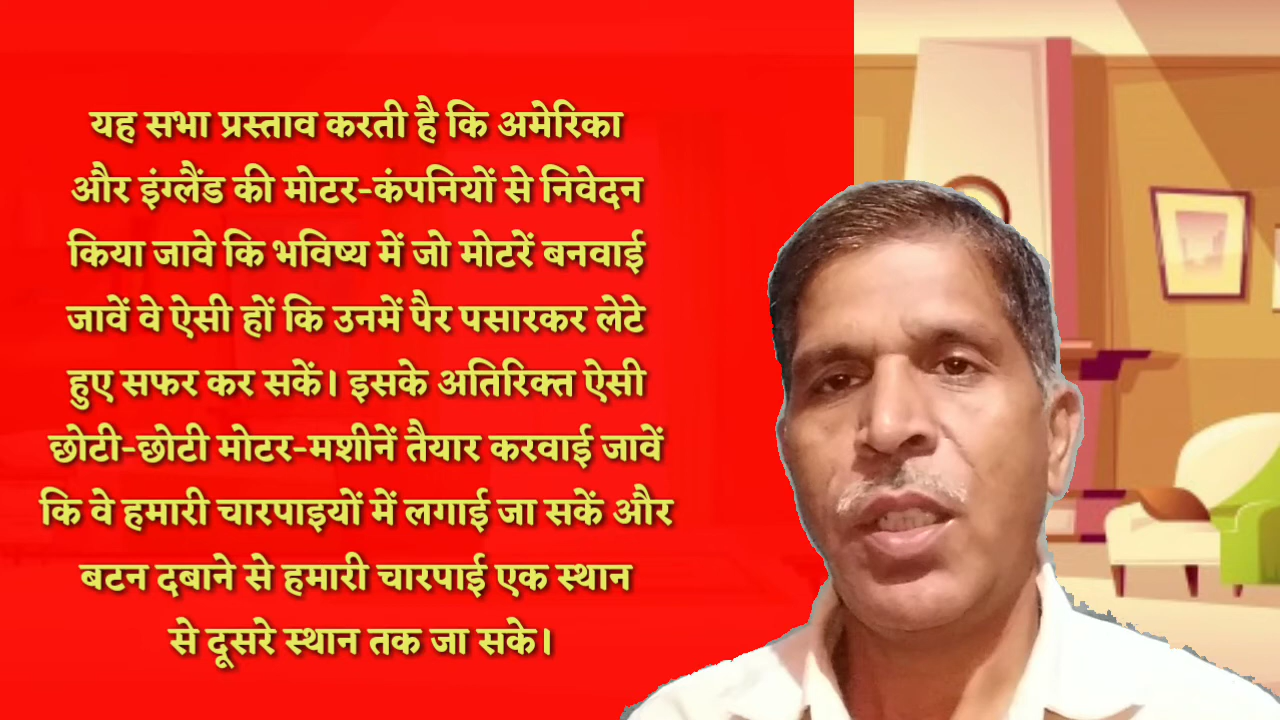 यह सभा प्रस्ताव करती है कि अमेरिका
और इंग्लैंड की मोटर-कंपनियों से निवेदन
किया जावे कि भविष्य में जो मोटरें बनवाई
जावें वे ऐसी हों कि उनमें पैर पसारकर लेटे
हुए सफर कर सकें। इसके अतिरिक्त ऐसी
छोटी-छोटी मोटर-मशीनें तैयार करवाई जावें
कि वे हमारी चारपाइयों में लगाई जा सकें और
बटन दबाने से हमारी चारपाई एक स्थान
से दूसरे स्थान तक जा सके।